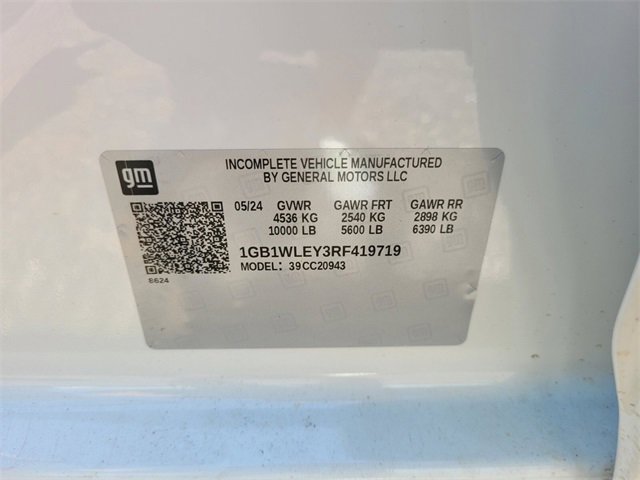 gm
INCOMPLETE VEHICLE MANUFACTURED
BY GENERAL MOTORS LLC
05/24 GVWR GAWR FRT GAWR RR
4536 KG 2540 KG 2898 KG
10000 LB 5600 LB 6390 LB
1GB1WLEY3RF419719
MODEL: 39CC20943
8624